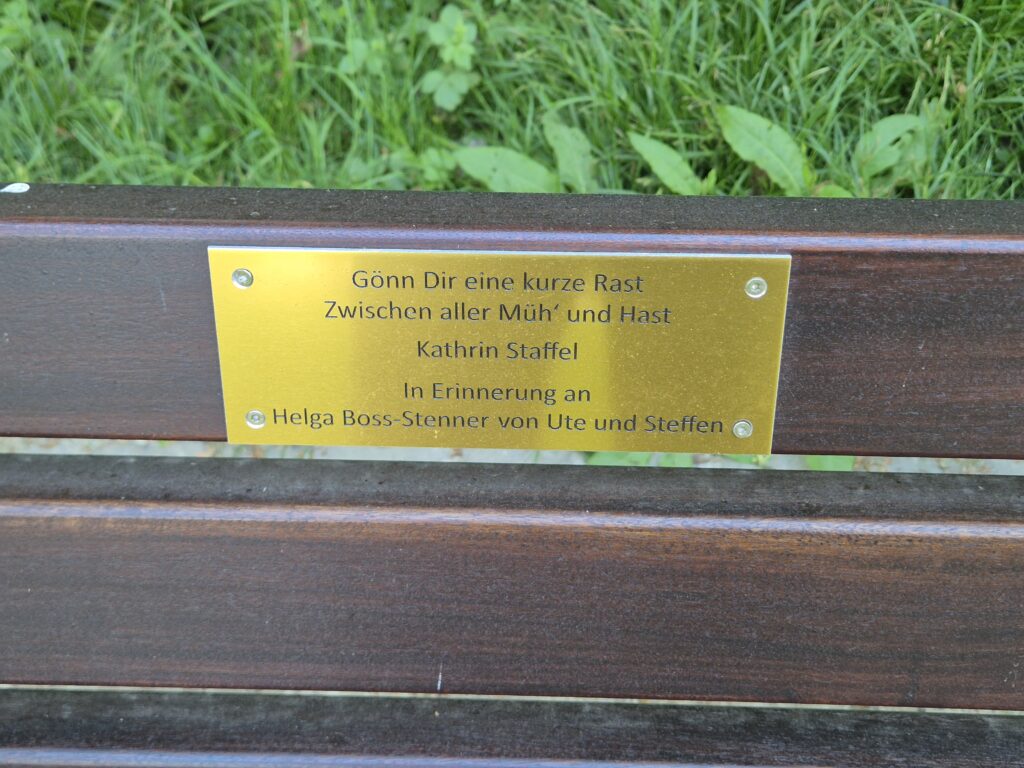 Gönn Dir eine kurze Rast
Zwischen aller Müh‘ und Hast
Kathrin Staffel
In Erinnerung an
Helga Boss-Stenner von Ute und Steffen